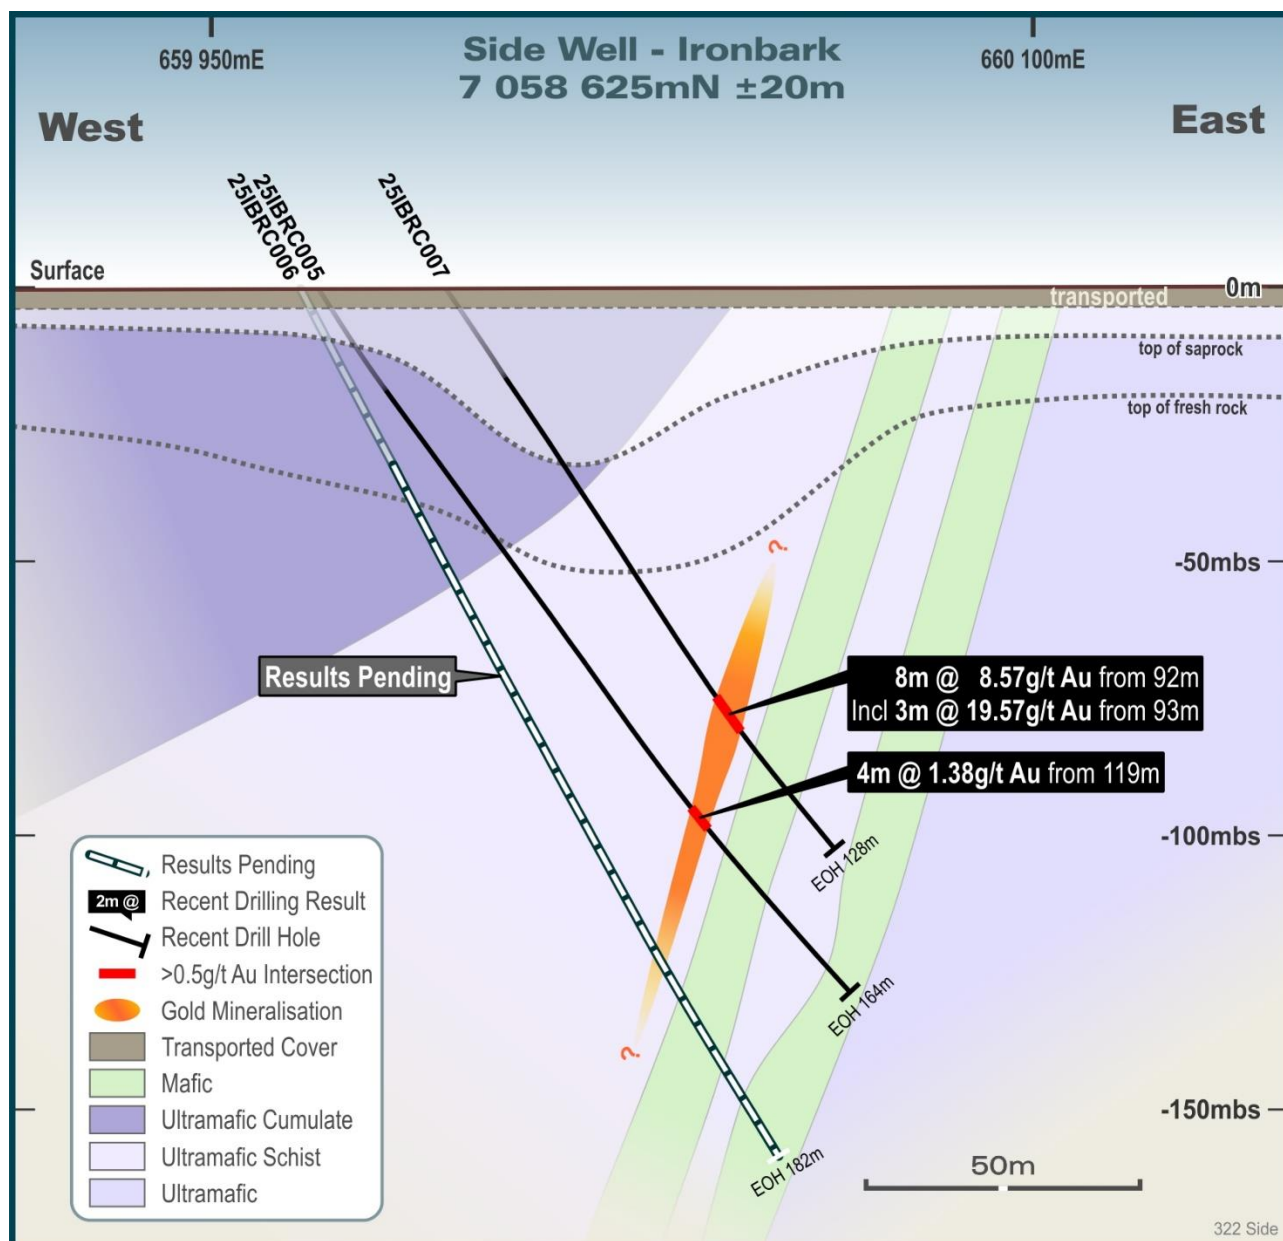 659 950mE
Side Well - Ironbark
7 058 625mN ±20m
660 100mE
West
East
25IBRC006
25IBRC005
25IBRC007
Surface
transported
0m
top of saprock
top of fresh rock
?
-50mbs
Results Pending
8m @ 8.57g/t Au from 92m
Incl 3m @ 19.57g/t Au from 93m
4m @ 1.38g/t Au from 119m
-100mbs
EOH 128m
EOH 164m
?
-150mbs
EOH 182m
Results Pending
2m @ Recent Drilling Result
Recent Drill Hole
>0.5g/t Au Intersection
Gold Mineralisation
Transported Cover
Mafic
Ultramafic Cumulate
Ultramafic Schist
Ultramafic
50m
322 Side